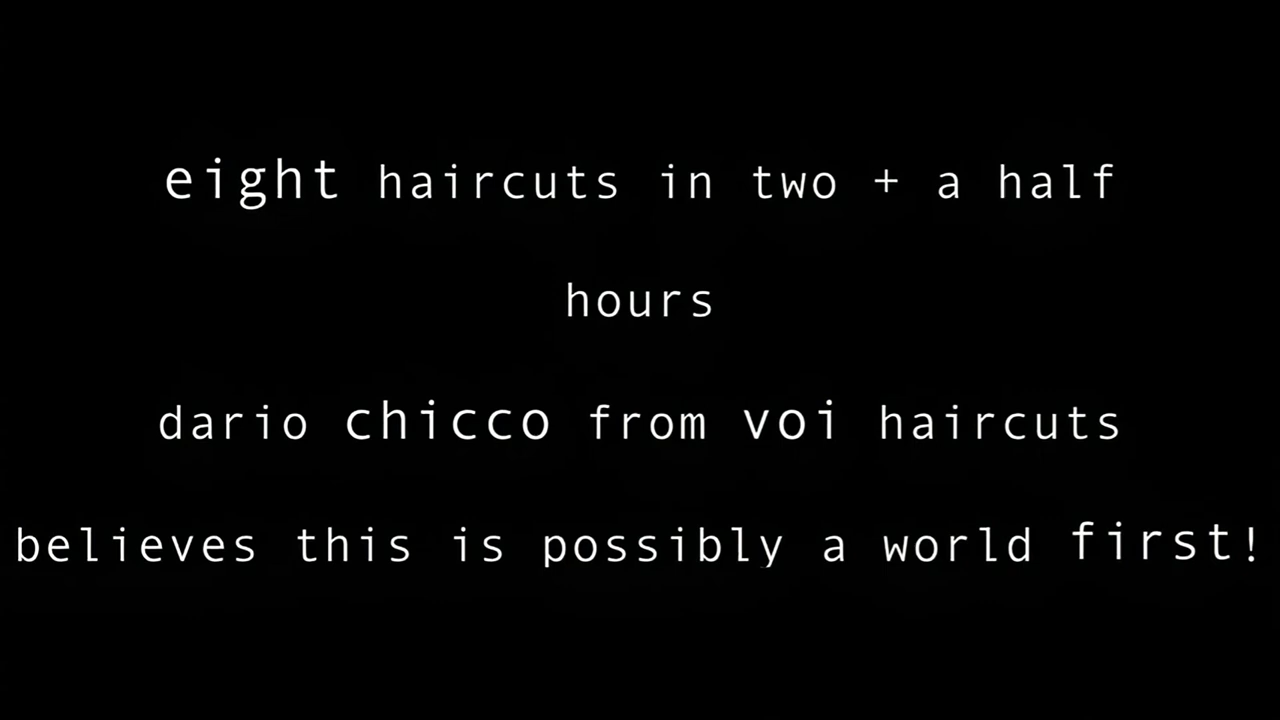 eight haircuts in two + a half
hours
dario chicco from voi haircuts
believes this is possibly a world first!